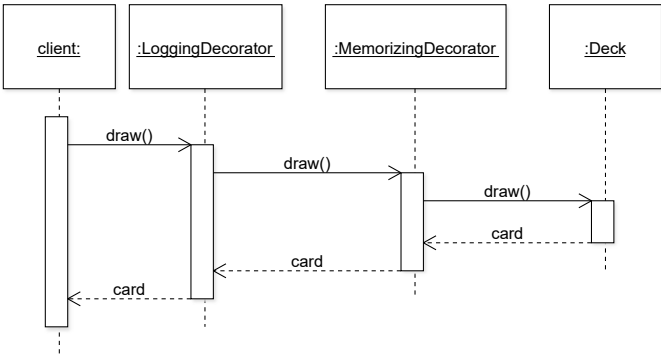 client:
:LoggingDecorator
:MemorizingDecorator
:Deck
draw()
draw()
draw()
card
card
card